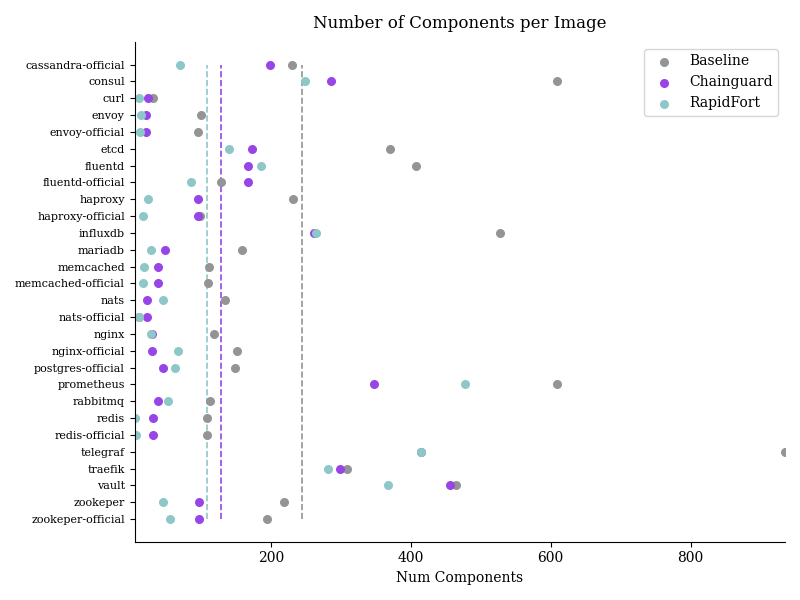 Number of Components per Image
Baseline
Chainguard
RapidFort
cassandra-official
consul
curl
envoy
envoy-official
etcd
fluentd
fluentd-official
haproxy
haproxy-official
influxdb
mariadb
memcached
memcached-official
nats
nats-official
nginx
nginx-official
postgres-official
prometheus
rabbitmq
redis
redis-official
telegraf
traefik
vault
zookeper
zookeper-official
200 400 600 800
Num Components